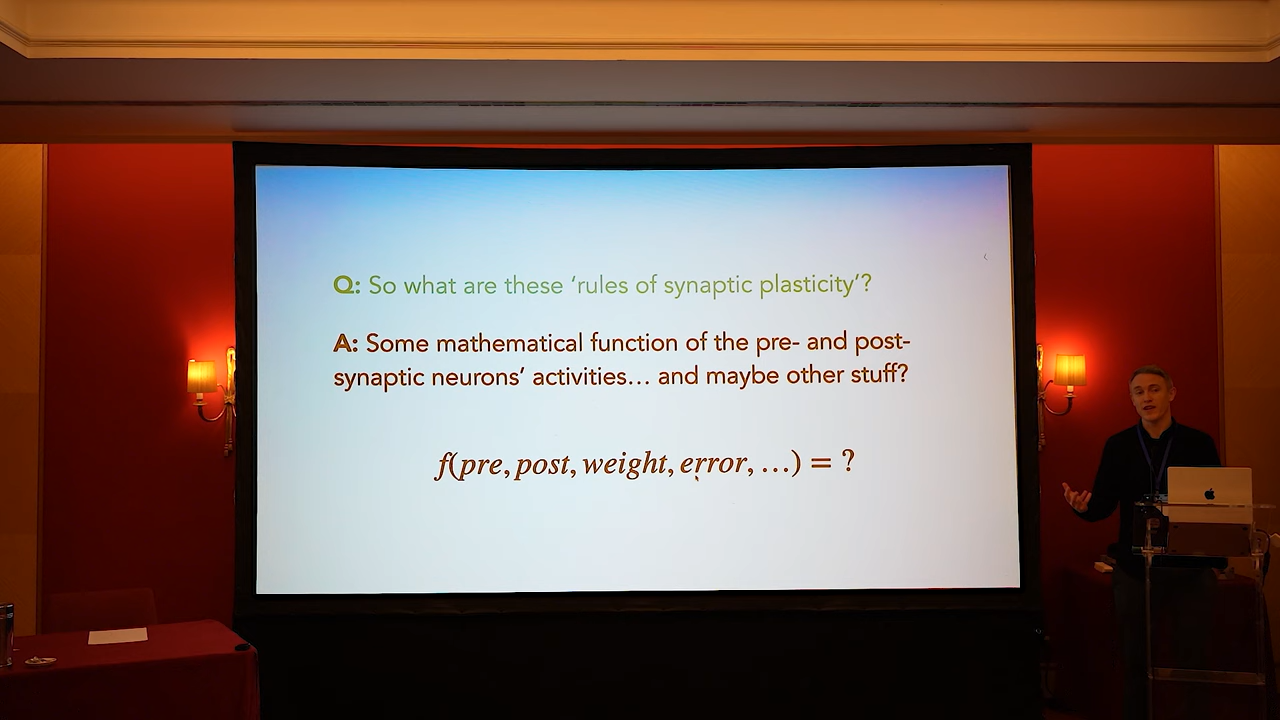 Q: So what are these ‘rules of synaptic plasticity’?
A: Some mathematical function of the pre- and post-
synaptic neurons’ activities… and maybe other stuff?
f(pre, post, weight, error, …) = ?